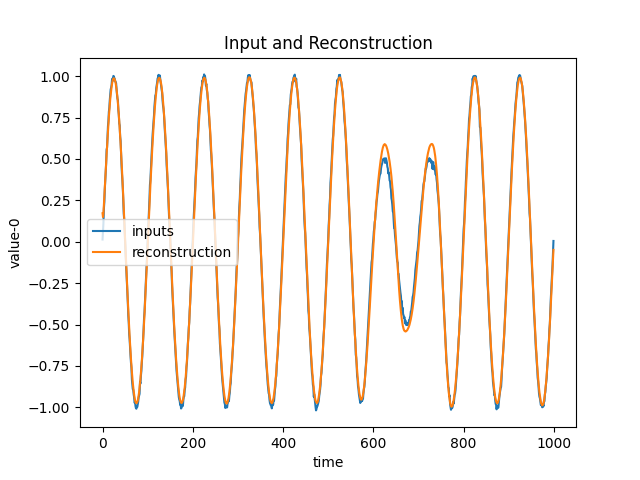 Input and Reconstruction
1.00
0.75
0.50
0.25
0.00
−0.25
−0.50
−0.75
−1.00
value-0
inputs
reconstruction
0 200 400 600 800 1000
time